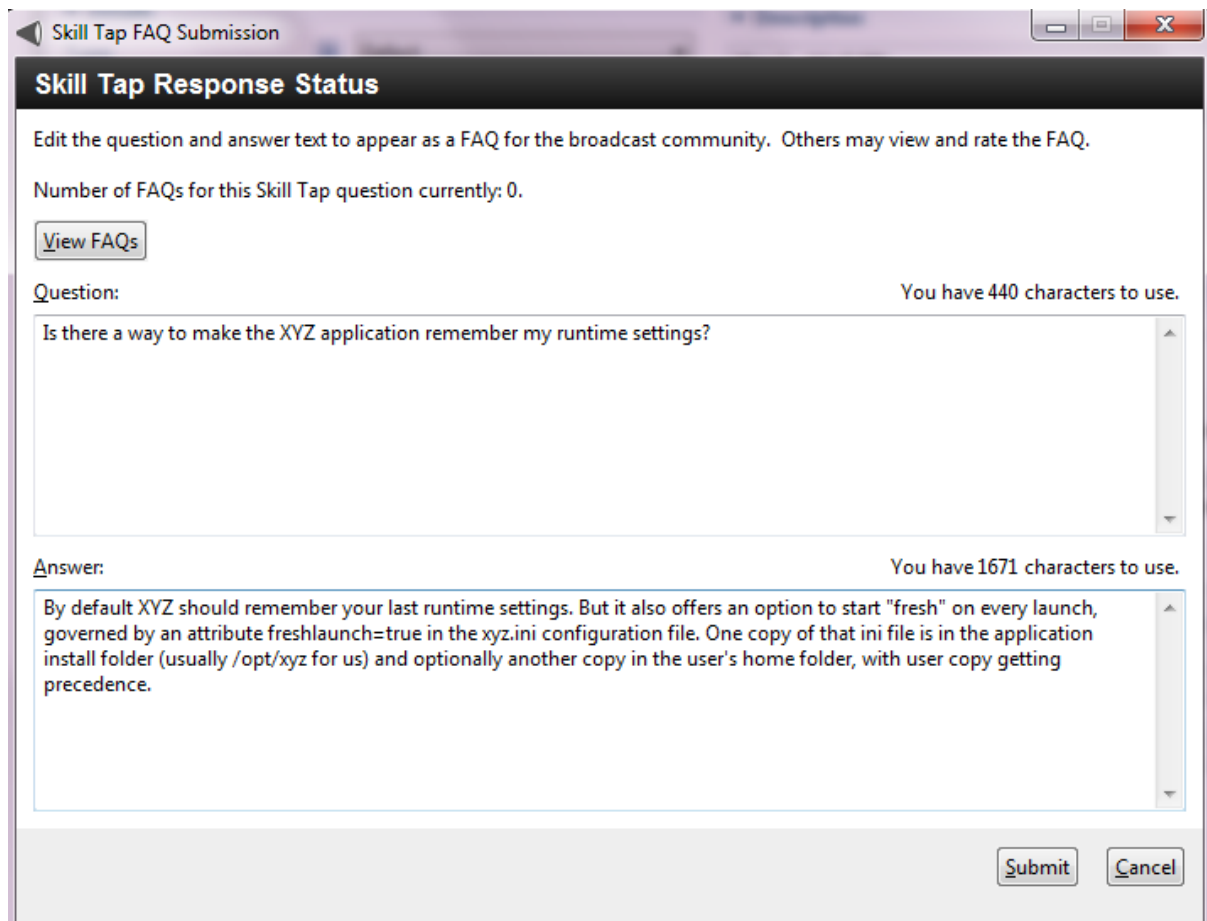 Skill Tap FAQ Submission
Skill Tap Response Status
Edit the question and answer text to appear as a FAQ for the broadcast community.  Others may view and rate the FAQ.
Number of FAQs for this Skill Tap question currently: 0.
View FAQs
Question:
You have 440 characters to use.
Is there a way to make the XYZ application remember my runtime settings?
Answer:
You have 1671 characters to use.
By default XYZ should remember your last runtime settings. But it also offers an option to start "fresh" on every launch,
governed by an attribute freshlaunch=true in the xyz.ini configuration file. One copy of that ini file is in the application
install folder (usually /opt/xyz for us) and optionally another copy in the user's home folder, with user copy getting
precedence.
Submit
Cancel